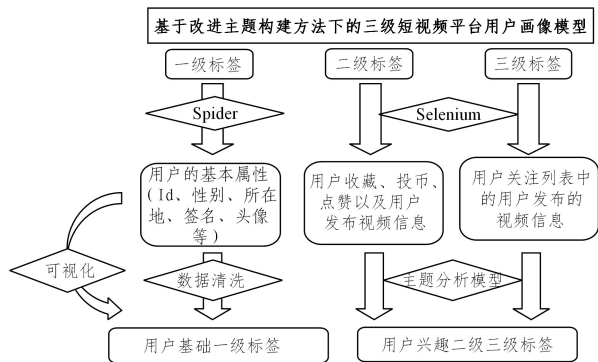 基于改进主题构建方法下的三级短视频平台用户画像模型
一级标签
二级标签
三级标签
Spider
Selenium
用户的基本属性
(Id、性别、所在
地、签名、头像
等)
用户收藏、投币、
点赞以及用户
发布视频信息
用户关注列表中
的用户发布的
视频信息
可视化
数据清洗
主题分析模型
用户基础一级标签
用户兴趣二级三级标签